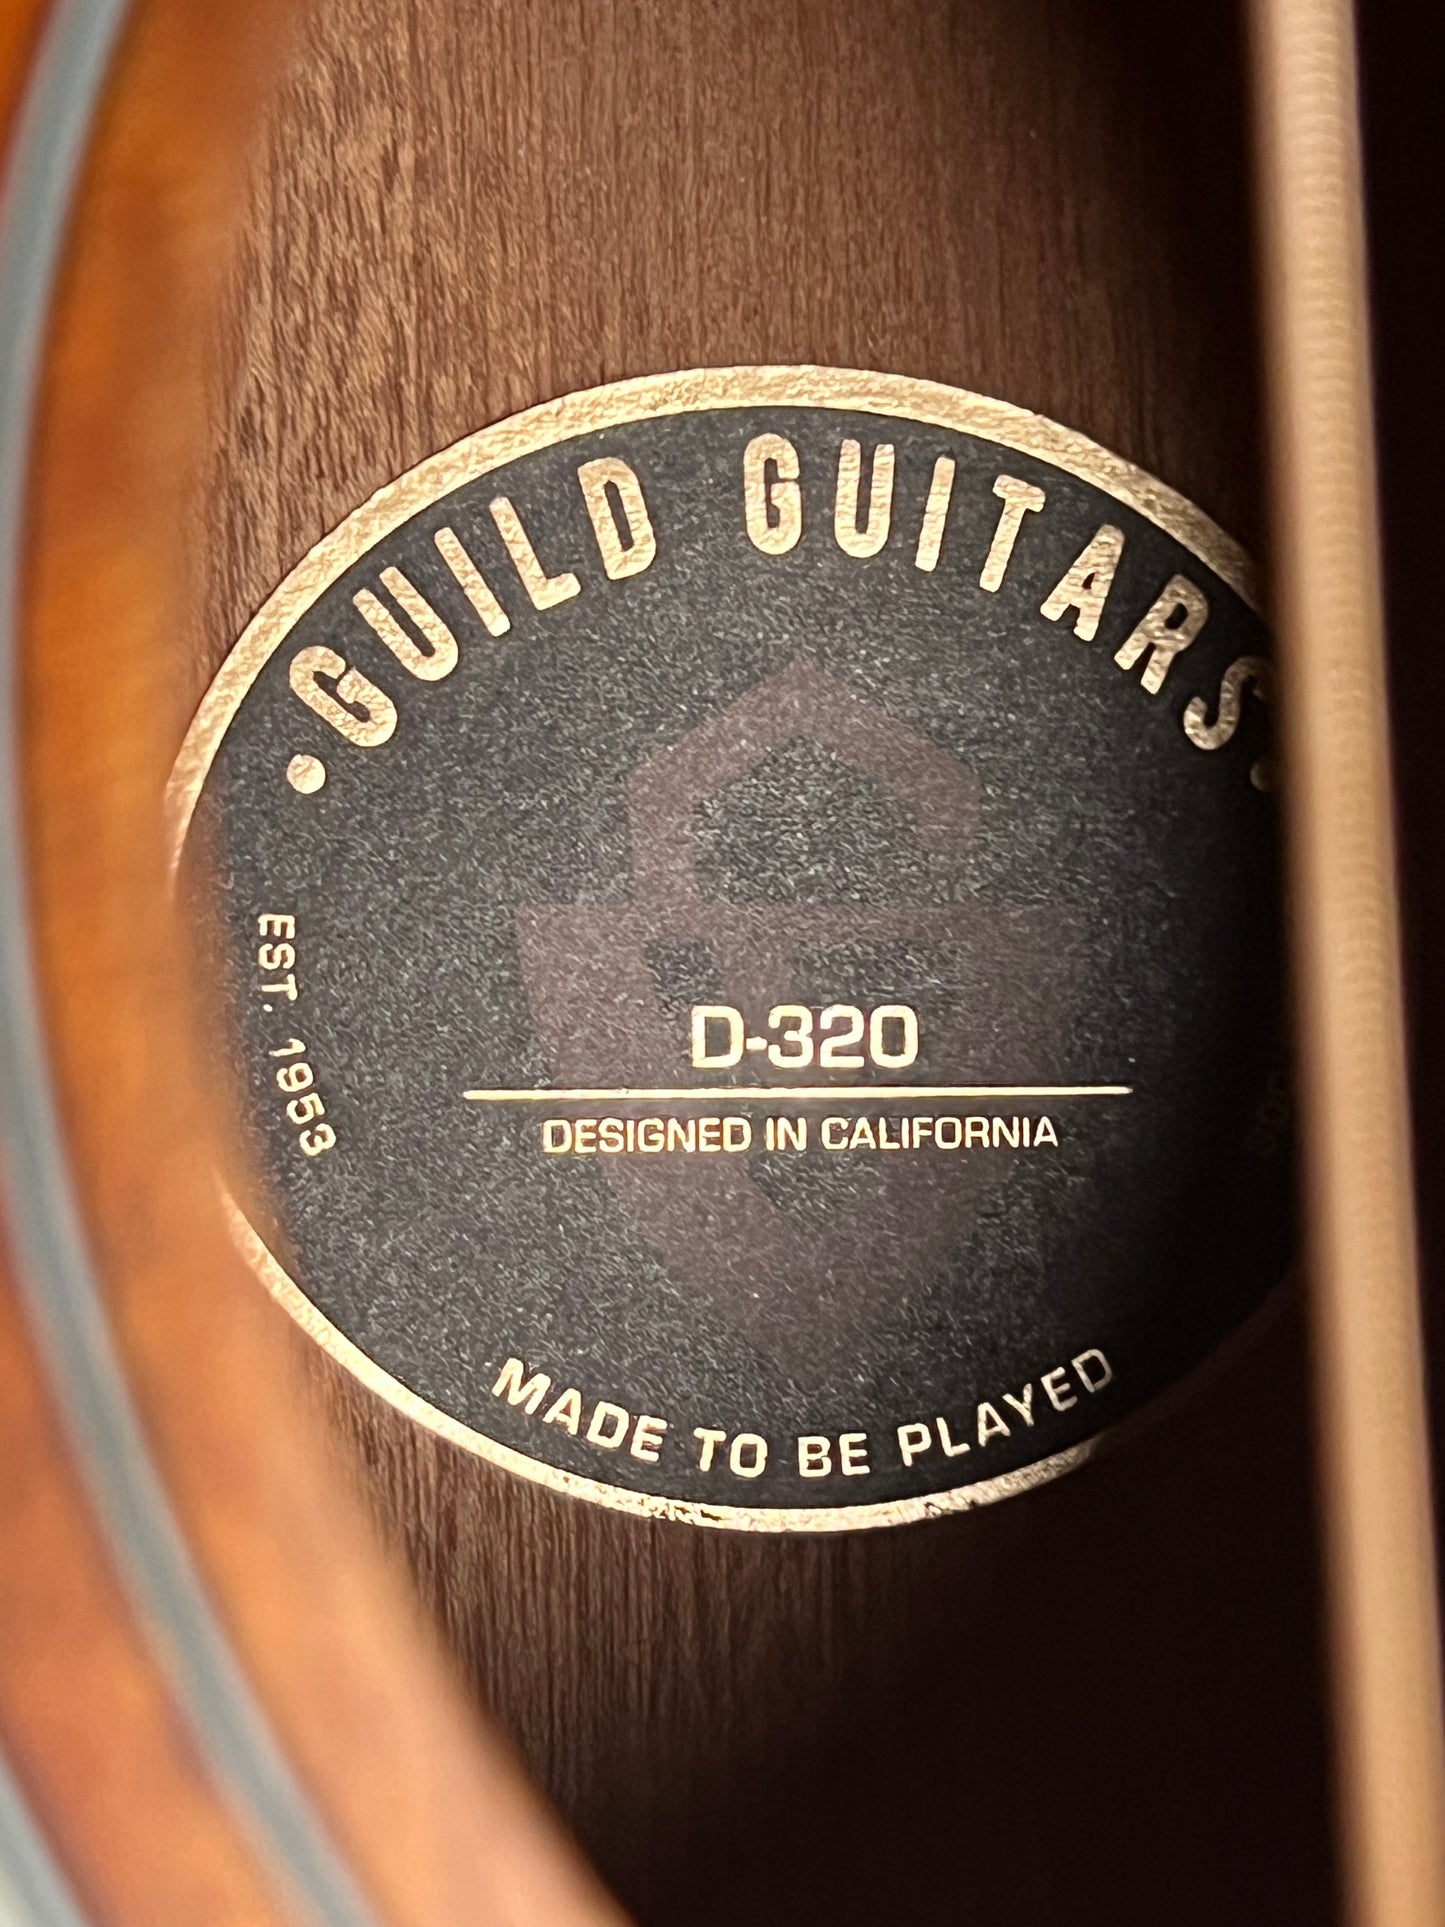 • GUILD GUITARS •
EST. 1953
D-320
DESIGNED IN CALIFORNIA
MADE TO BE PLAYED